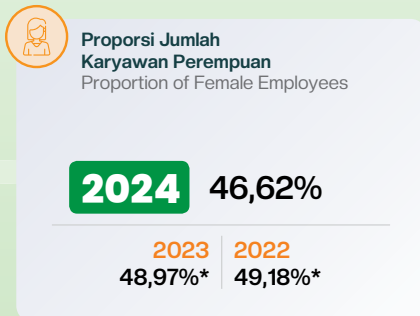 Proporsi Jumlah
Karyawan Perempuan
Proportion of Female Employees
2024 46,62%
2023 2022
48,97%* 49,18%*